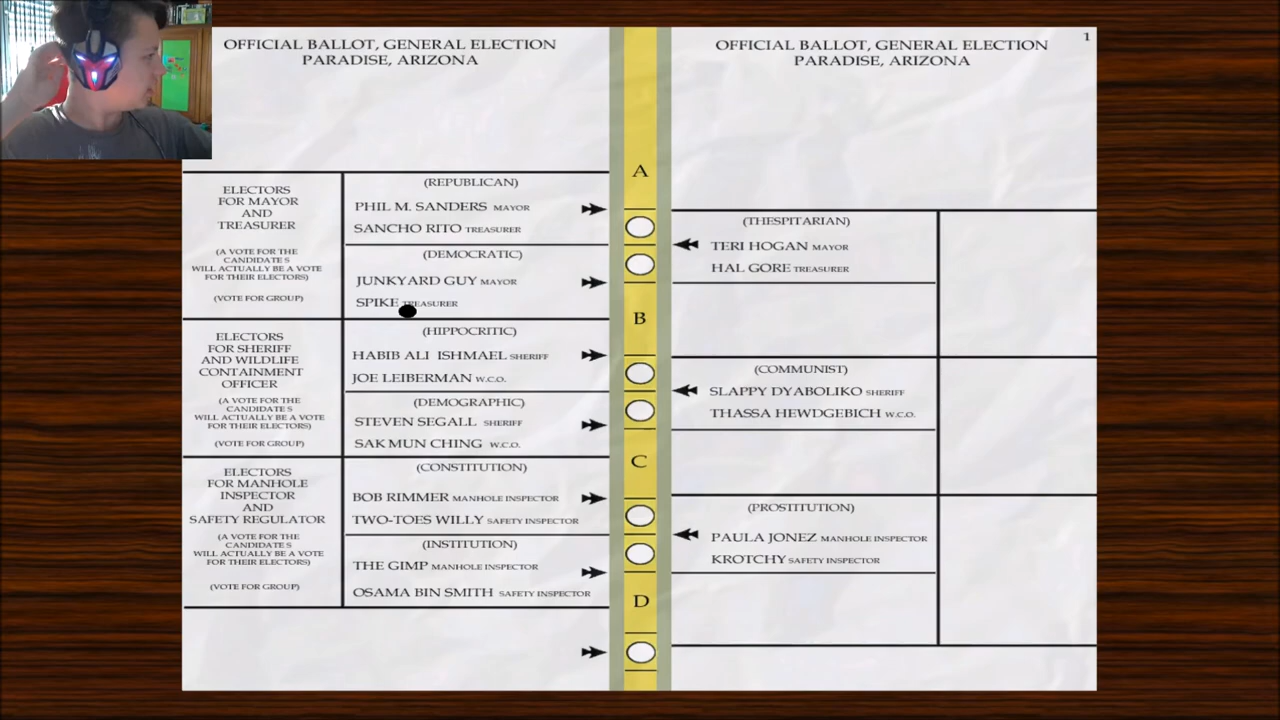 OFFICIAL BALLOT, GENERAL ELECTION
PARADISE, ARIZONA
ELECTORS
FOR MAYOR
AND
TREASURER
(A VOTE FOR THE
CANDIDATE S
WILL ACTUALLY BE A VOTE
FOR THEIR ELECTORS)
(VOTE FOR GROUP)
(REPUBLICAN)
PHIL M. SANDERS MAYOR
SANCHO RITO TREASURER
(DEMOCRATIC)
JUNKYARD GUY MAYOR
SPIKE TREASURER
ELECTORS
FOR SHERIFF
AND WILDLIFE
CONTAINMENT
OFFICER
(A VOTE FOR THE
CANDIDATE S
WILL ACTUALLY BE A VOTE
FOR THEIR ELECTORS)
(VOTE FOR GROUP)
(HIPPOCRITIC)
HABIB ALI ISHMAEL SHERIFF
JOE LEIBERMAN W.C.O.
(DEMOGRAPHIC)
STEVEN SEGALL SHERIFF
SAK MUN CHING W.C.O.
ELECTORS
FOR MANHOLE
INSPECTOR
AND
SAFETY REGULATOR
(A VOTE FOR THE
CANDIDATE S
WILL ACTUALLY BE A VOTE
FOR THEIR ELECTORS)
(VOTE FOR GROUP)
(CONSTITUTION)
BOB RIMMER MANHOLE INSPECTOR
TWO-TOES WILLY SAFETY INSPECTOR
(INSTITUTION)
THE GIMP MANHOLE INSPECTOR
OSAMA BIN SMITH SAFETY INSPECTOR
A
B
C
D
1
OFFICIAL BALLOT, GENERAL ELECTION
PARADISE, ARIZONA
(THESPITARIAN)
TERI HOGAN MAYOR
HAL GORE TREASURER
(COMMUNIST)
SLAPPY DYABOLIKO SHERIFF
THASSA HEWDGEBICH W.C.O.
(PROSTITUTION)
PAULA JONEZ MANHOLE INSPECTOR
KROTCHY SAFETY INSPECTOR